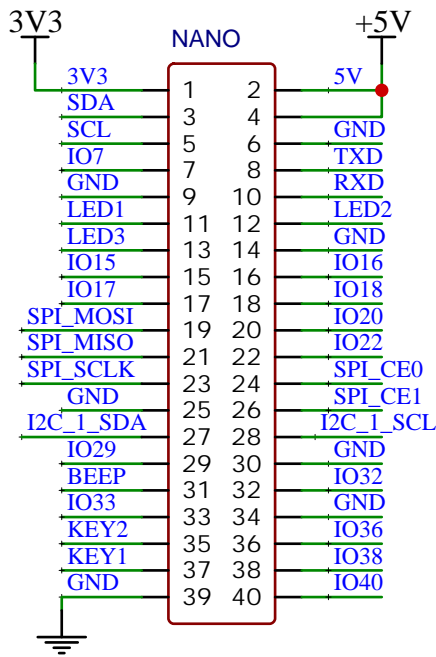 3V3 +5V
NANO
3V3 1 2 5V
SDA 3 4
SCL 5 6 GND
IO7 7 8 TXD
GND 9 10 RXD
LED1 11 12 LED2
LED3 13 14 GND
IO15 15 16 IO16
IO17 17 18 IO18
SPI_MOSI 19 20 IO20
SPI_MISO 21 22 IO22
SPI_SCLK 23 24 SPI_CE0
GND 25 26 SPI_CE1
I2C_1_SDA 27 28 I2C_1_SCL
IO29 29 30 GND
BEEP 31 32 IO32
IO33 33 34 GND
KEY2 35 36 IO36
KEY1 37 38 IO38
GND 39 40 IO40